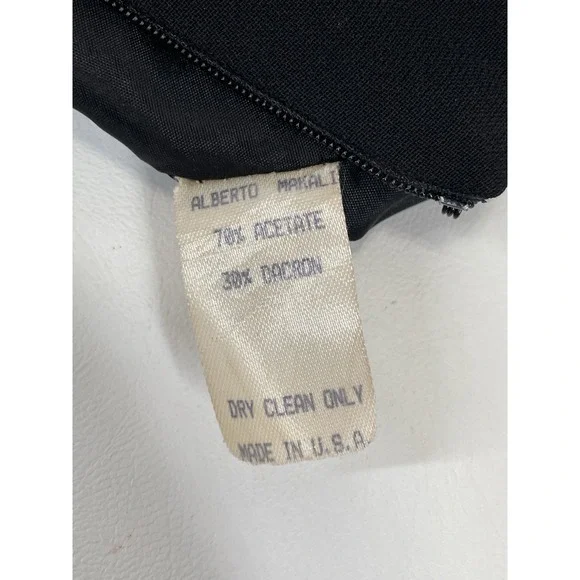 ALBERTO MAKALI
70% ACETATE
30% DACRON
DRY CLEAN ONLY
MADE IN U.S.A.